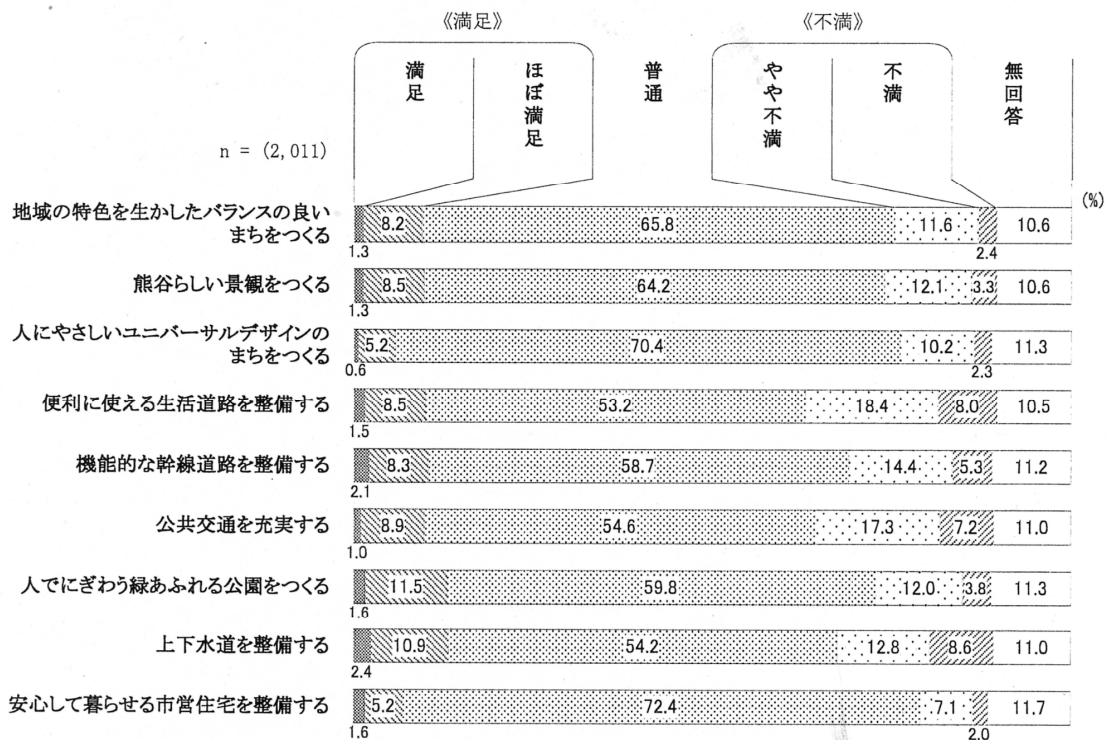 《満足》 《不満》
満足 ほぼ満足 普通 やや不満 不満 無回答
n = (2,011)
(%)
地域の特色を生かしたバランスの良い
まちをつくる
8.2 65.8 11.6 10.6
1.3 2.4
熊谷らしい景観をつくる
8.5 64.2 12.1 3.3 10.6
1.3
人にやさしいユニバーサルデザインの
まちをつくる
5.2 70.4 10.2 11.3
0.6 2.3
便利に使える生活道路を整備する
8.5 53.2 18.4 8.0 10.5
1.5
機能的な幹線道路を整備する
8.3 58.7 14.4 5.3 11.2
2.1
公共交通を充実する
8.9 54.6 17.3 7.2 11.0
1.0
人でにぎわう緑あふれる公園をつくる
11.5 59.8 12.0 3.8 11.3
1.6
上下水道を整備する
10.9 54.2 12.8 8.6 11.0
2.4
安心して暮らせる市営住宅を整備する
5.2 72.4 7.1 11.7
1.6 2.0